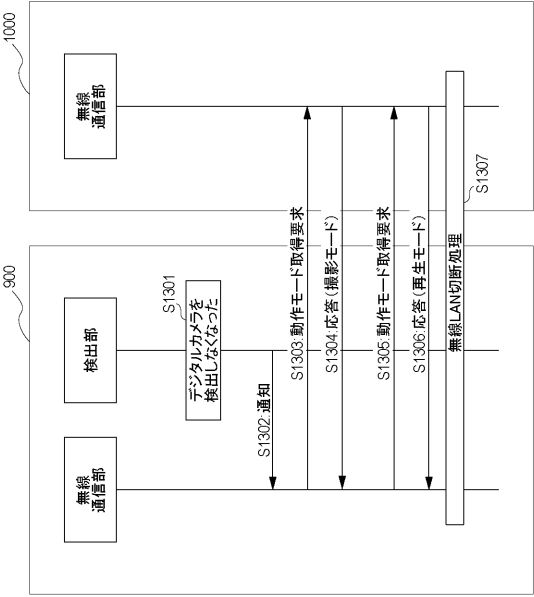 900
1000
無線
通信部
検出部
無線
通信部
S1301
デジタルカメラを
検出しなくなった
S1302:通知
S1303:動作モード取得要求
S1304:応答(撮影モード)
S1305:動作モード取得要求
S1306:応答(再生モード)
無線LAN切断処理
S1307